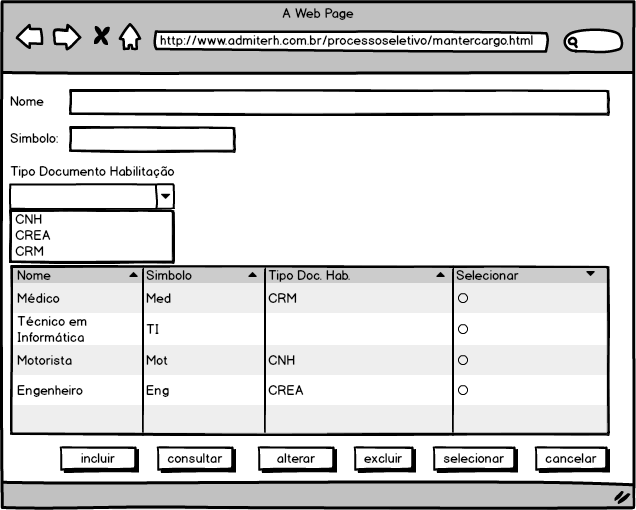 A Web Page
http://www.admiterh.com.br/processoseletivo/mantercargo.html
Nome
Simbolo:
Tipo Documento Habilitação
CNH
CREA
CRM
Nome Simbolo Tipo Doc. Hab. Selecionar
Médico Med CRM
Técnico em
Informática TI
Motorista Mot CNH
Engenheiro Eng CREA
incluir consultar alterar excluir selecionar cancelar